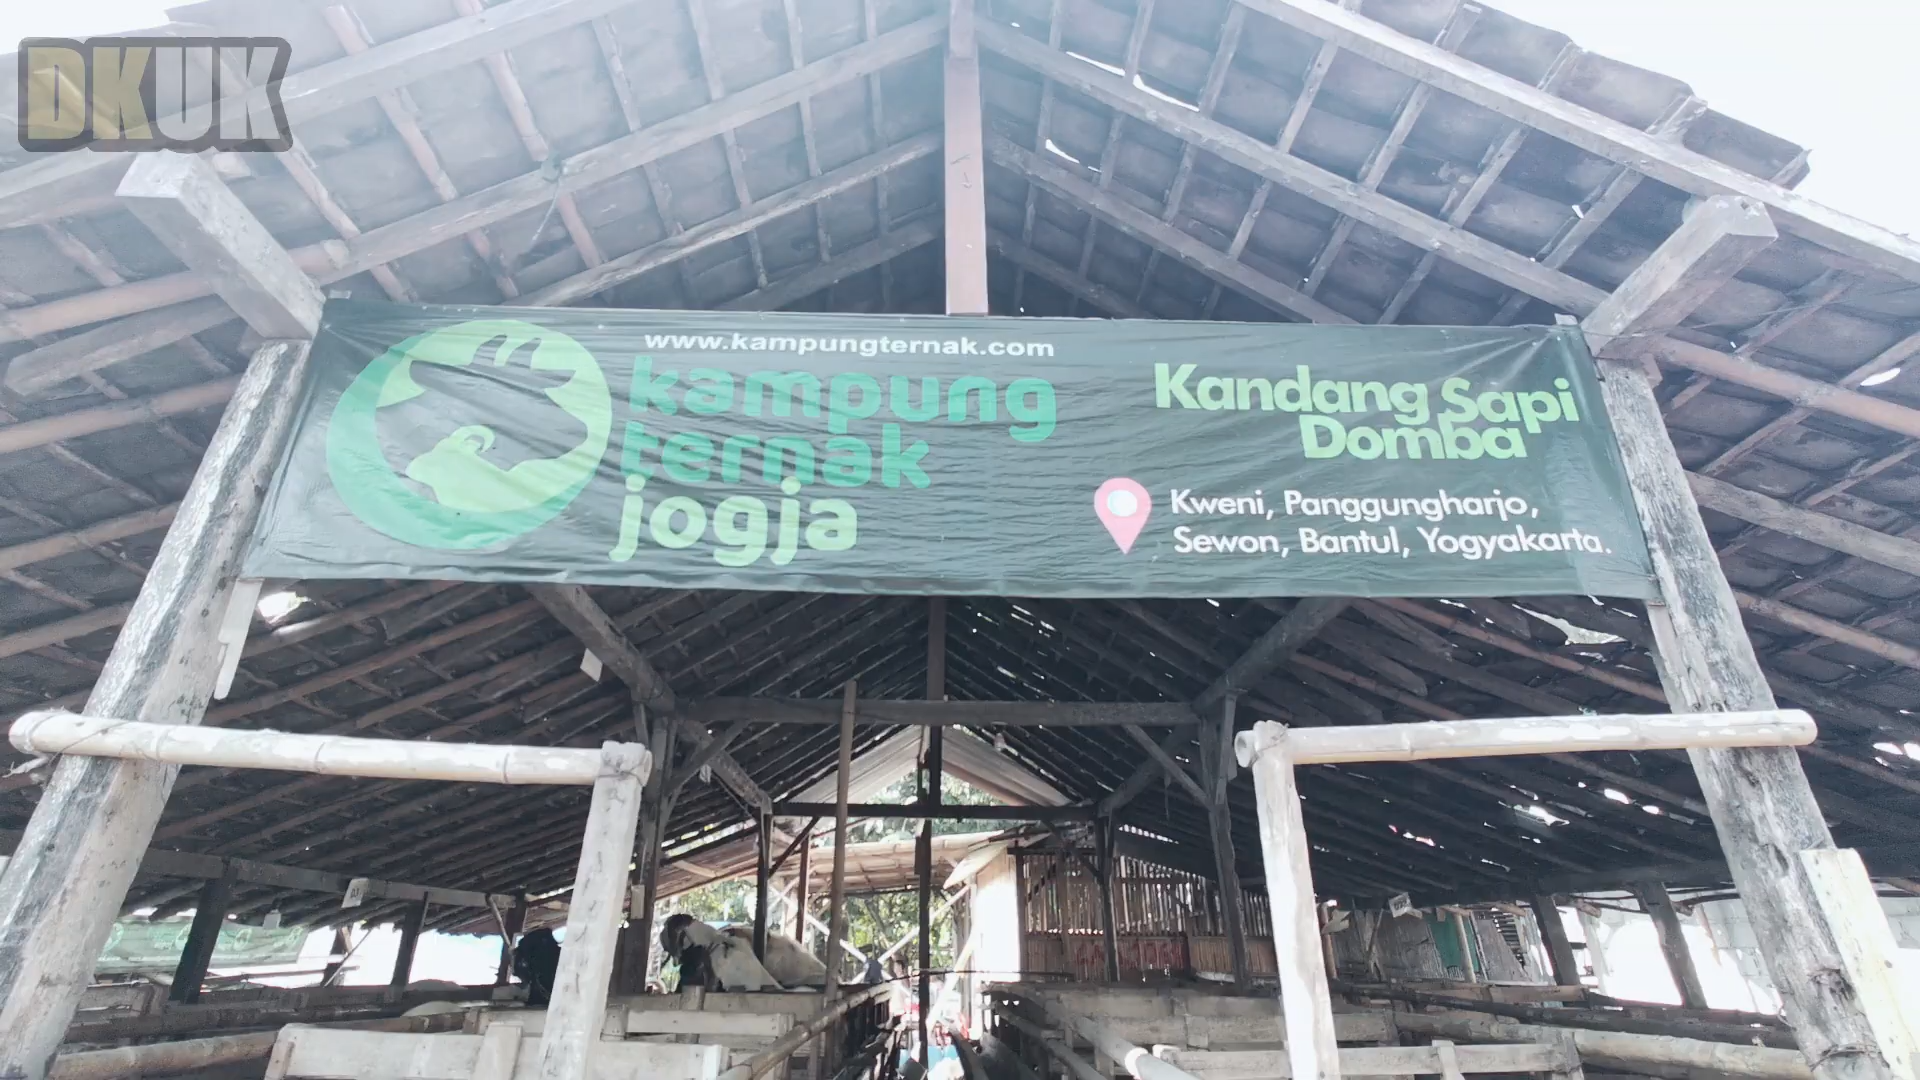 DKUK
www.kampungternak.com
kampung
ternak
jogja
Kandang Sapi
Domba
Kweni, Panggungharjo,
Sewon, Bantul, Yogyakarta.